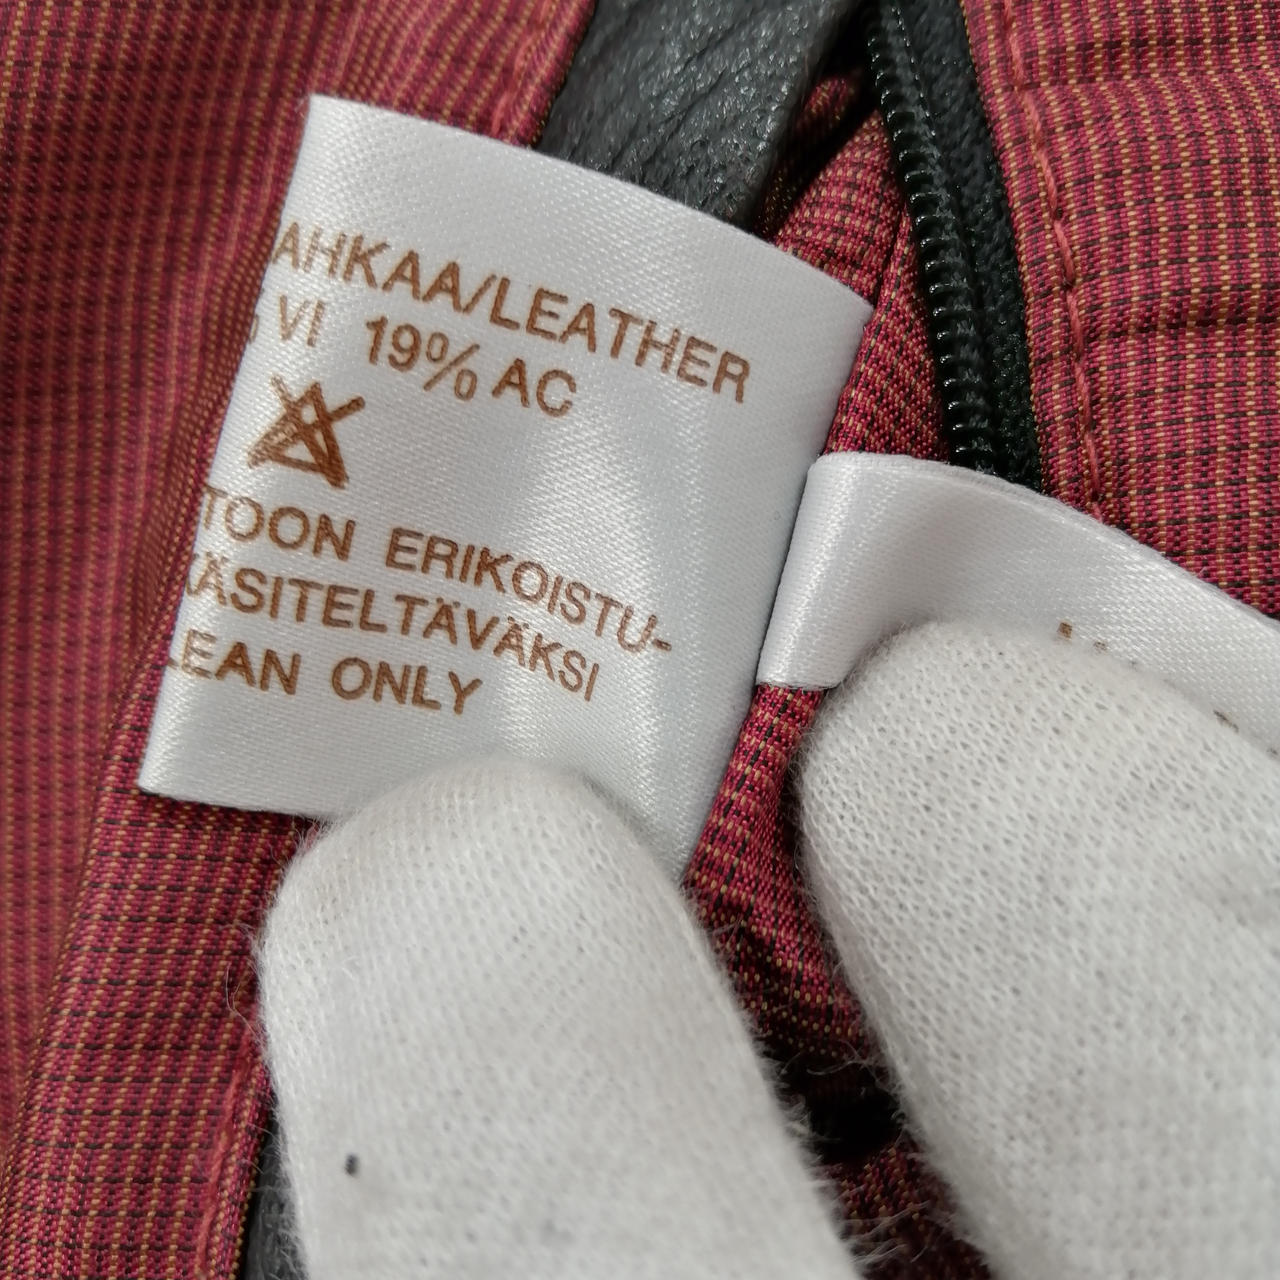 AHKAA/LEATHER
VI 19% AC
TOON ERIKOISTU-
KÄSITELTÄVÄKSI
LEAN ONLY